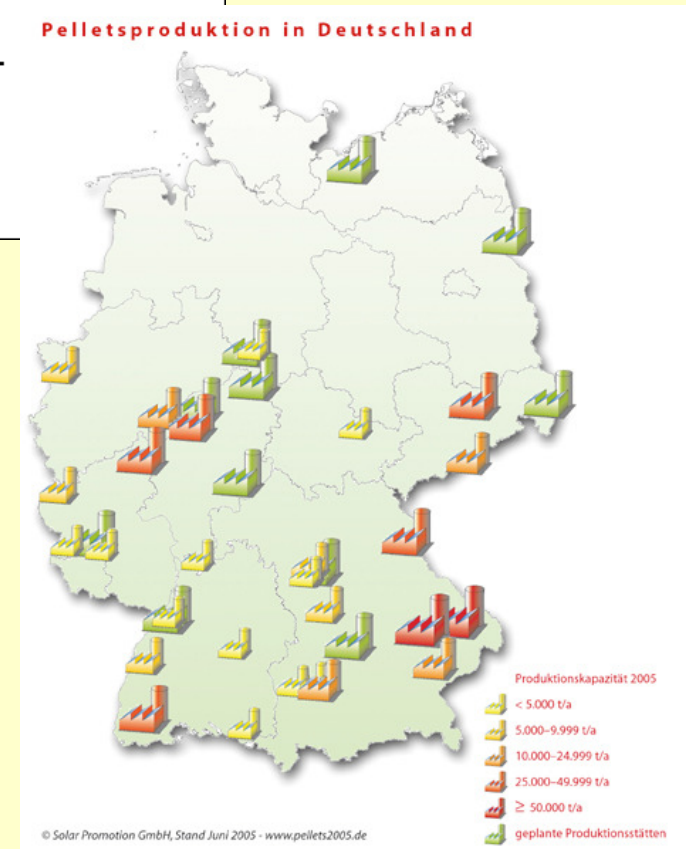 Pelletsproduktion in Deutschland
Produktionskapazität 2005
< 5.000 t/a
5.000–9.999 t/a
10.000–24.999 t/a
25.000–49.999 t/a
≥ 50.000 t/a
geplante Produktionsstätten
© Solar Promotion GmbH, Stand Juni 2005 - www.pellets2005.de